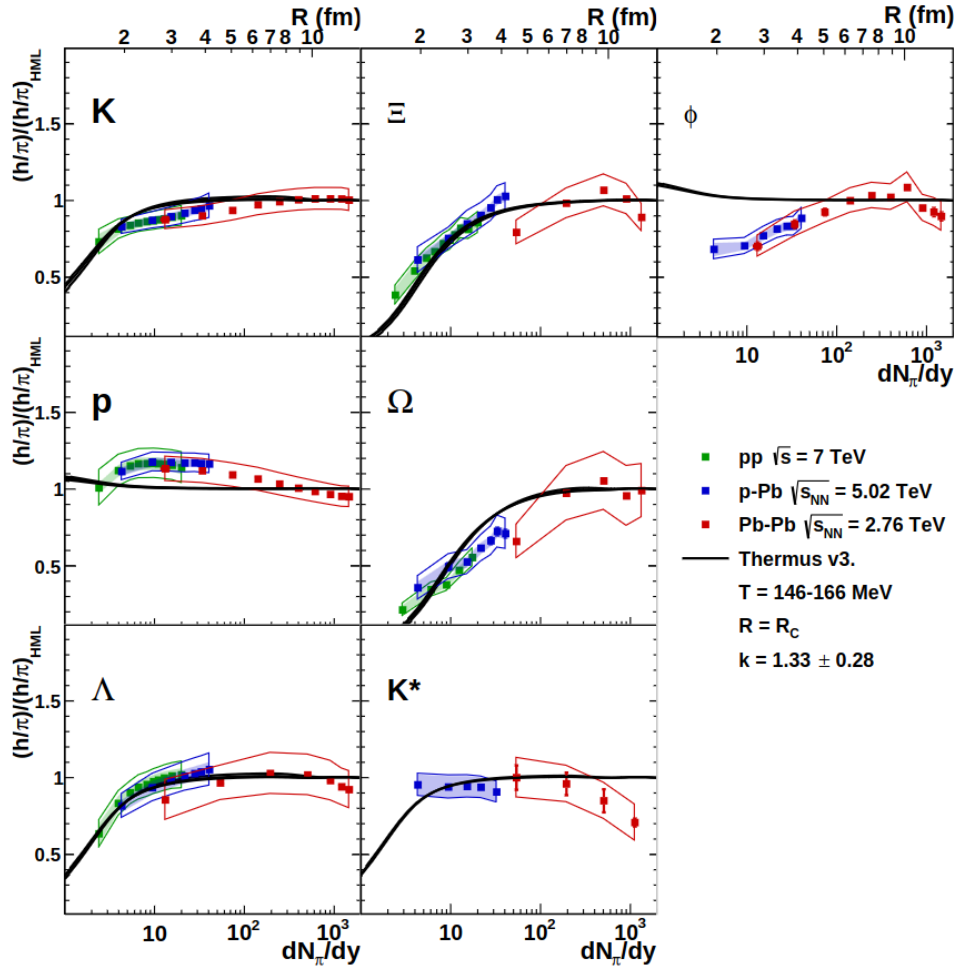 R (fm) R (fm) R (fm)
2 3 4 5 6 7 10 2 3 4 5 6 7 10 2 3 4 5 6 7 10
(h/π)/(h/π)HML
K Ξ ϕ
1.5
1
0.5
10 10² 10³
dNπ/dy
(h/π)/(h/π)HML
p Ω
1.5
1
0.5
pp √s = 7 TeV
p-Pb √sNN = 5.02 TeV
Pb-Pb √sNN = 2.76 TeV
Thermus v3.
T = 146-166 MeV
R = RC
k = 1.33 ± 0.28
(h/π)/(h/π)HML
Λ K*
1.5
1
0.5
10 10² 10³ 10 10² 10³
dNπ/dy dNπ/dy